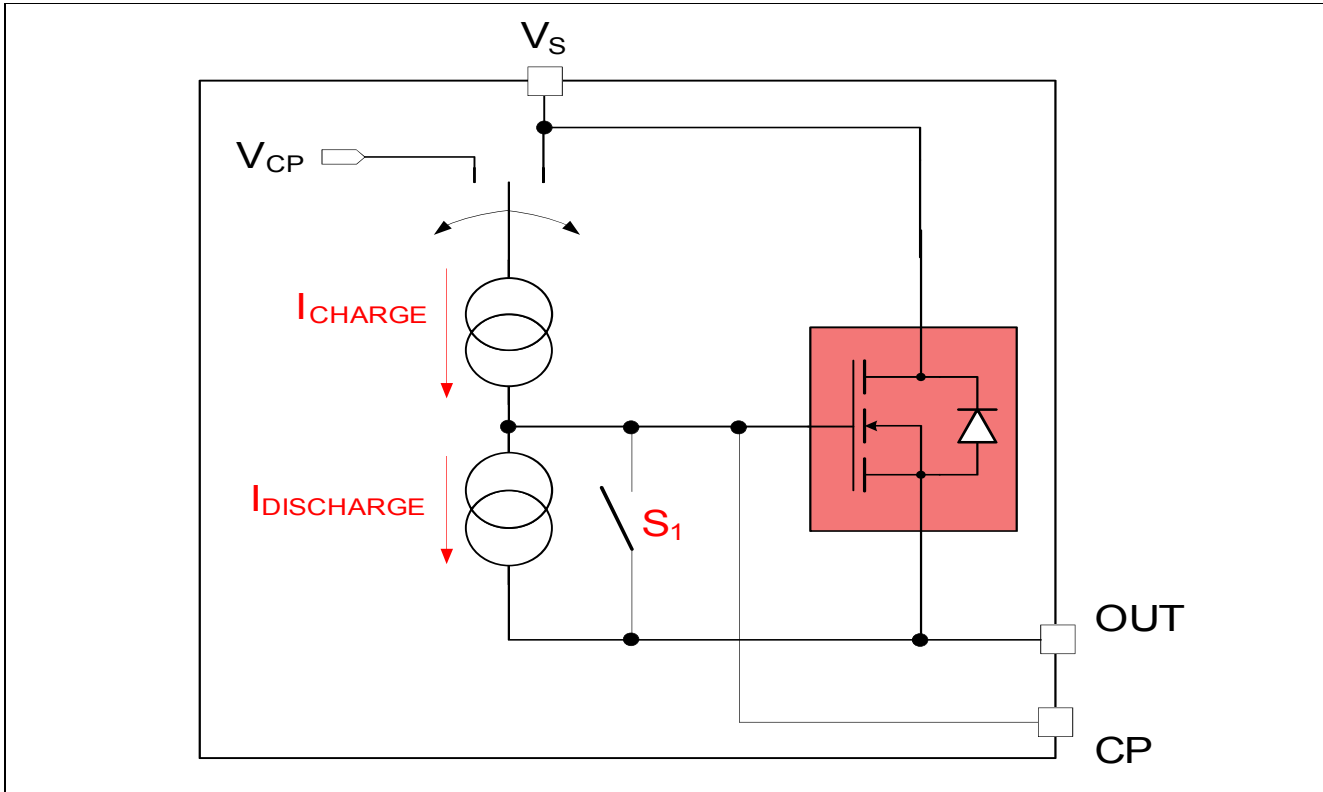 VS
VCP
ICHARGE
IDISCHARGE
S1
OUT
CP